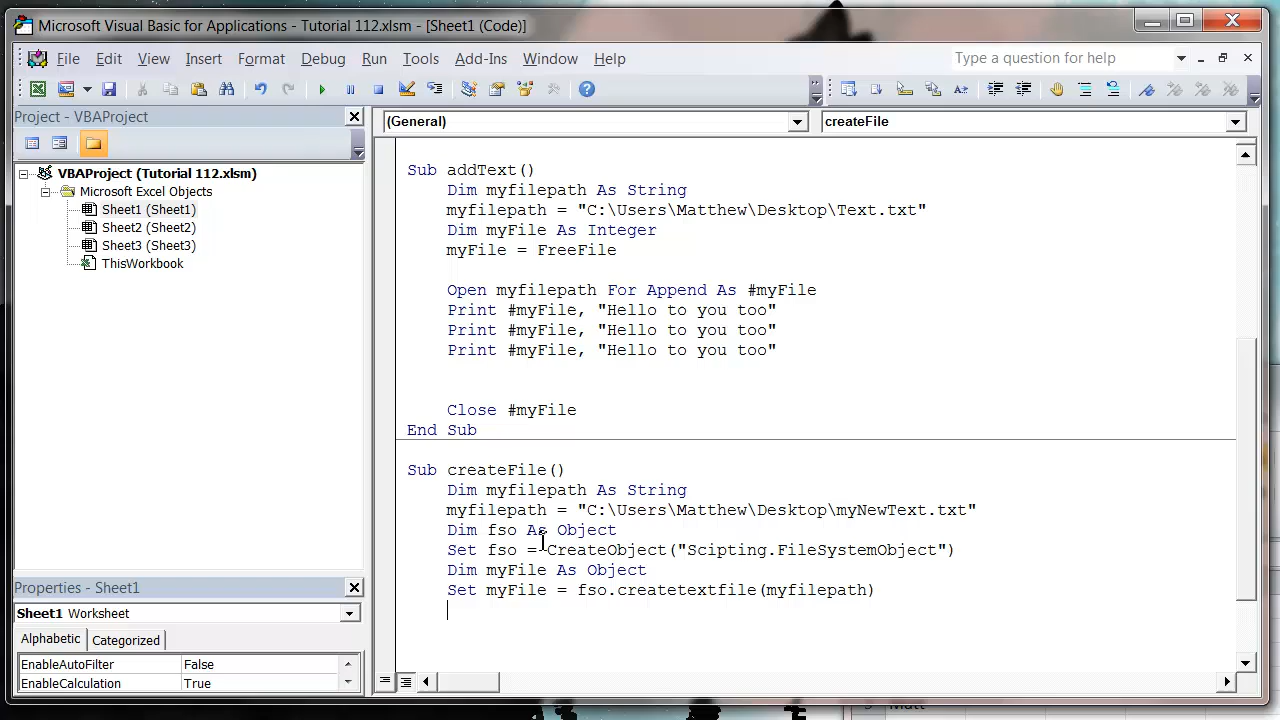 Microsoft Visual Basic for Applications - Tutorial 112.xlsm - [Sheet1 (Code)]
File Edit View Insert Format Debug Run Tools Add-Ins Window Help
Type a question for help
Project - VBAProject
VBAProject (Tutorial 112.xlsm)
Microsoft Excel Objects
Sheet1 (Sheet1)
Sheet2 (Sheet2)
Sheet3 (Sheet3)
ThisWorkbook
Properties - Sheet1
Sheet1 Worksheet
Alphabetic Categorized
EnableAutoFilter False
EnableCalculation True
(General) createFile
Sub addText()
Dim myfilepath As String
myfilepath = "C:\Users\Matthew\Desktop\Text.txt"
Dim myFile As Integer
myFile = FreeFile
Open myfilepath For Append As #myFile
Print #myFile, "Hello to you too"
Print #myFile, "Hello to you too"
Print #myFile, "Hello to you too"
Close #myFile
End Sub
Sub createFile()
Dim myfilepath As String
myfilepath = "C:\Users\Matthew\Desktop\myNewText.txt"
Dim fso As Object
Set fso = CreateObject("Scipting.FileSystemObject")
Dim myFile As Object
Set myFile = fso.createtextfile(myfilepath)
Matt